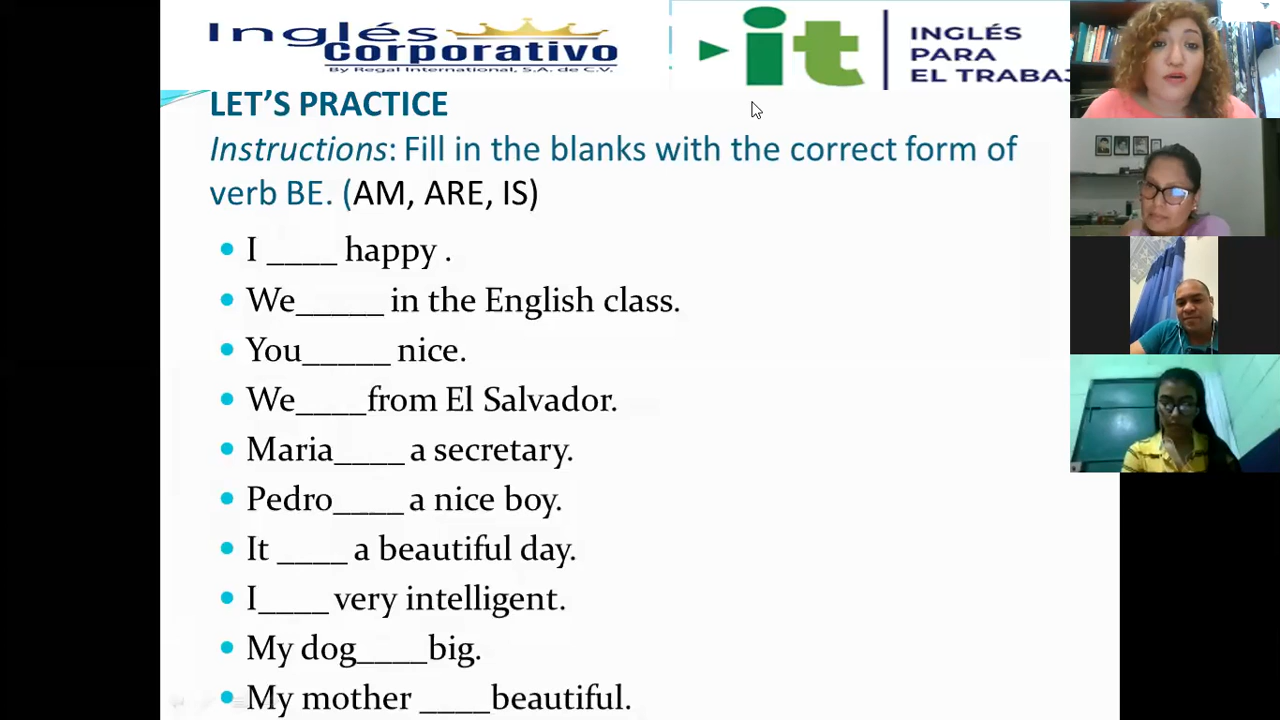 Inglés
Corporativo
By Regal International, S.A. de C.V.
it
INGLÉS
PARA
EL TRABAJ
LET'S PRACTICE
Instructions: Fill in the blanks with the correct form of
verb BE. (AM, ARE, IS)
• I ____ happy .
• We_____ in the English class.
• You_____ nice.
• We____from El Salvador.
• Maria____ a secretary.
• Pedro____ a nice boy.
• It ____ a beautiful day.
• I____ very intelligent.
• My dog____big.
• My mother ____beautiful.